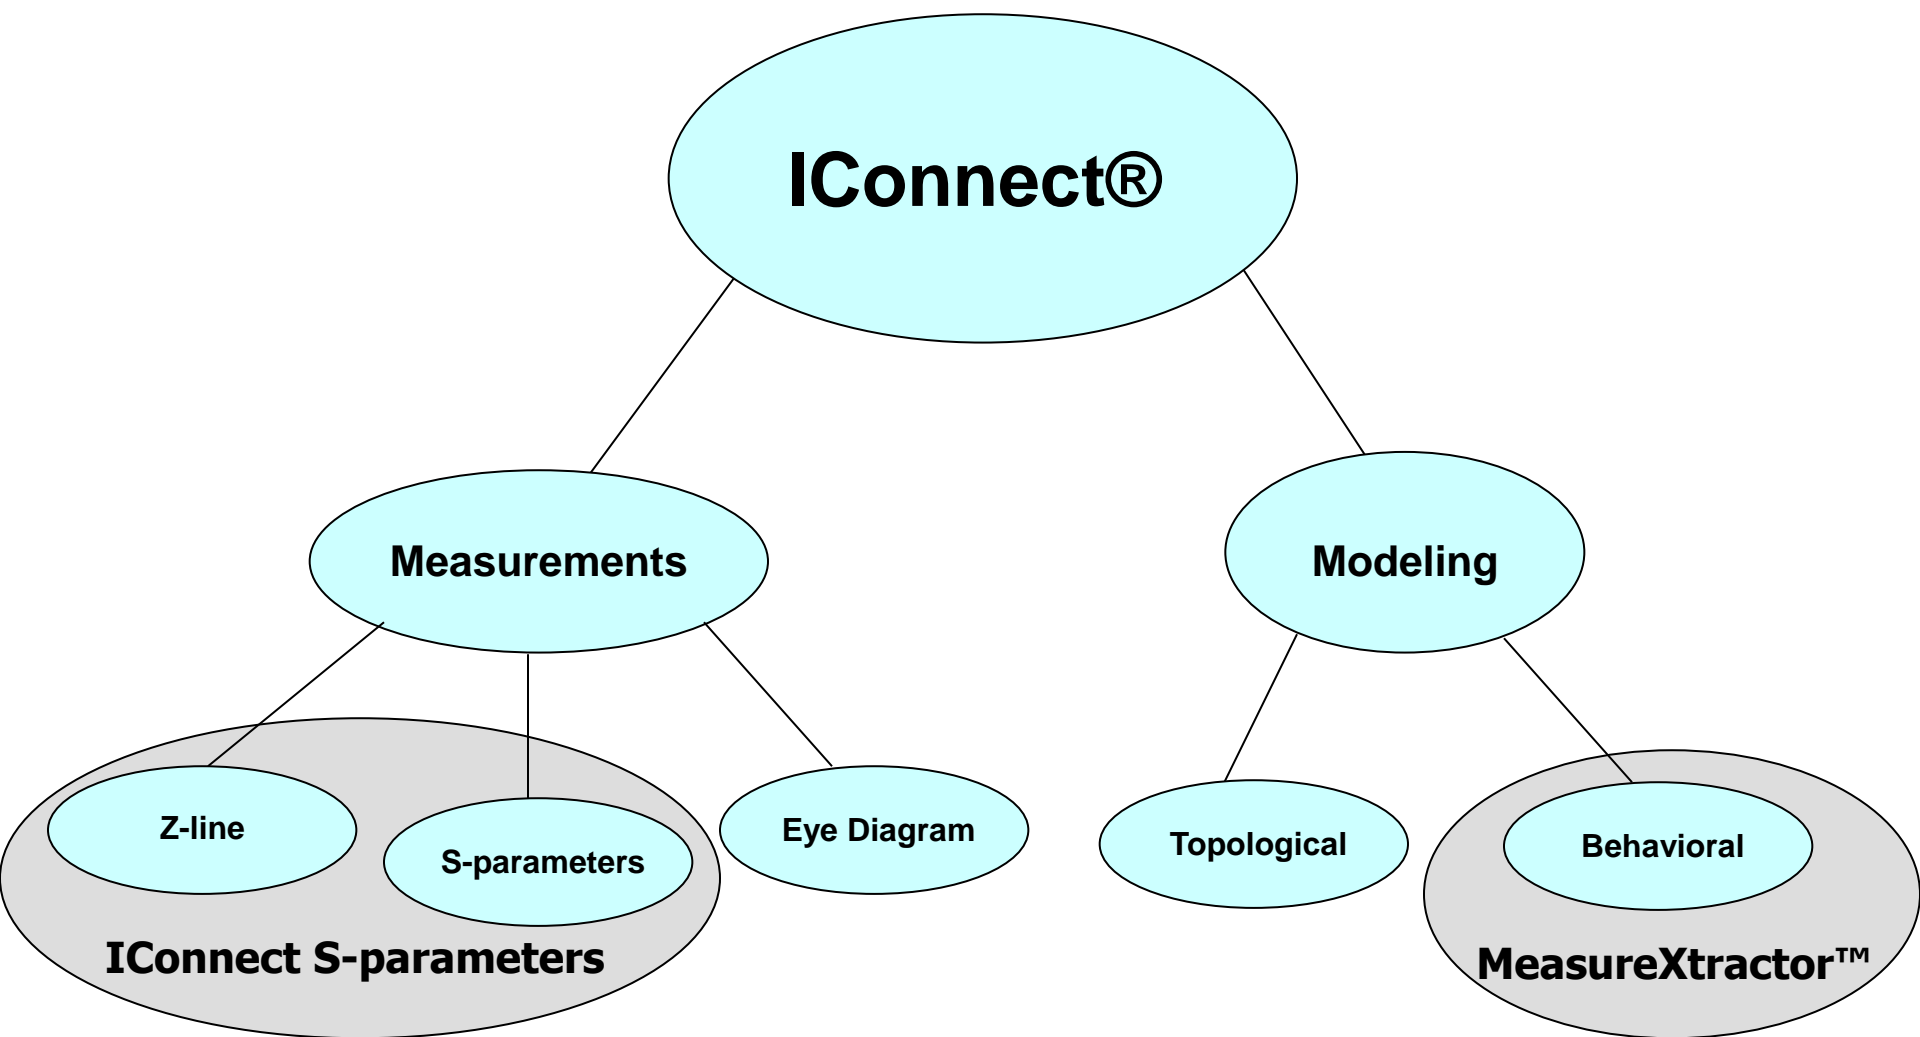 IConnect®
Measurements
Modeling
Z-line
S-parameters
Eye Diagram
Topological
Behavioral
IConnect S-parameters
MeasureXtractor™